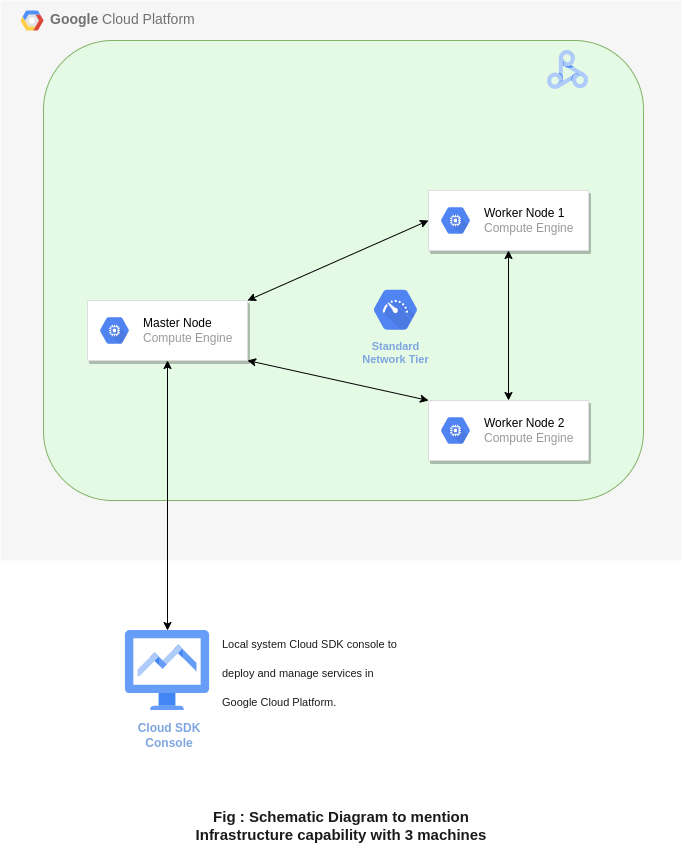 Google Cloud Platform
Worker Node 1
Compute Engine
Master Node
Compute Engine
Standard
Network Tier
Worker Node 2
Compute Engine
Local system Cloud SDK console to
deploy and manage services in
Google Cloud Platform.
Cloud SDK
Console
Fig : Schematic Diagram to mention
Infrastructure capability with 3 machines